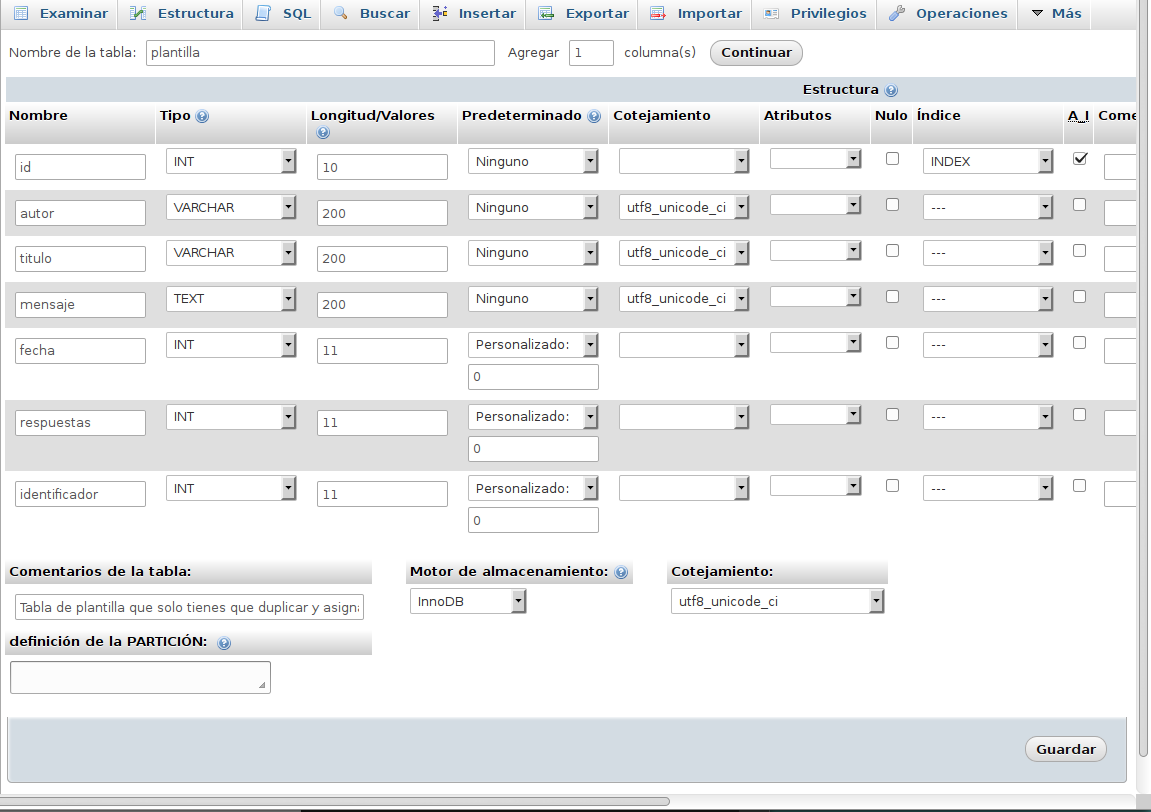 Examinar Estructura SQL Buscar Insertar Exportar Importar Privilegios Operaciones Más
Nombre de la tabla: plantilla Agregar 1 columna(s) Continuar
Estructura
Nombre Tipo Longitud/Valores Predeterminado Cotejamiento Atributos Nulo Índice A_I Come
id INT 10 Ninguno INDEX
autor VARCHAR 200 Ninguno utf8_unicode_ci ---
titulo VARCHAR 200 Ninguno utf8_unicode_ci ---
mensaje TEXT 200 Ninguno utf8_unicode_ci ---
fecha INT 11 Personalizado: ---
0
respuestas INT 11 Personalizado: ---
0
identificador INT 11 Personalizado: ---
0
Comentarios de la tabla: Motor de almacenamiento: Cotejamiento:
Tabla de plantilla que solo tienes que duplicar y asigna InnoDB utf8_unicode_ci
definición de la PARTICIÓN:
Guardar